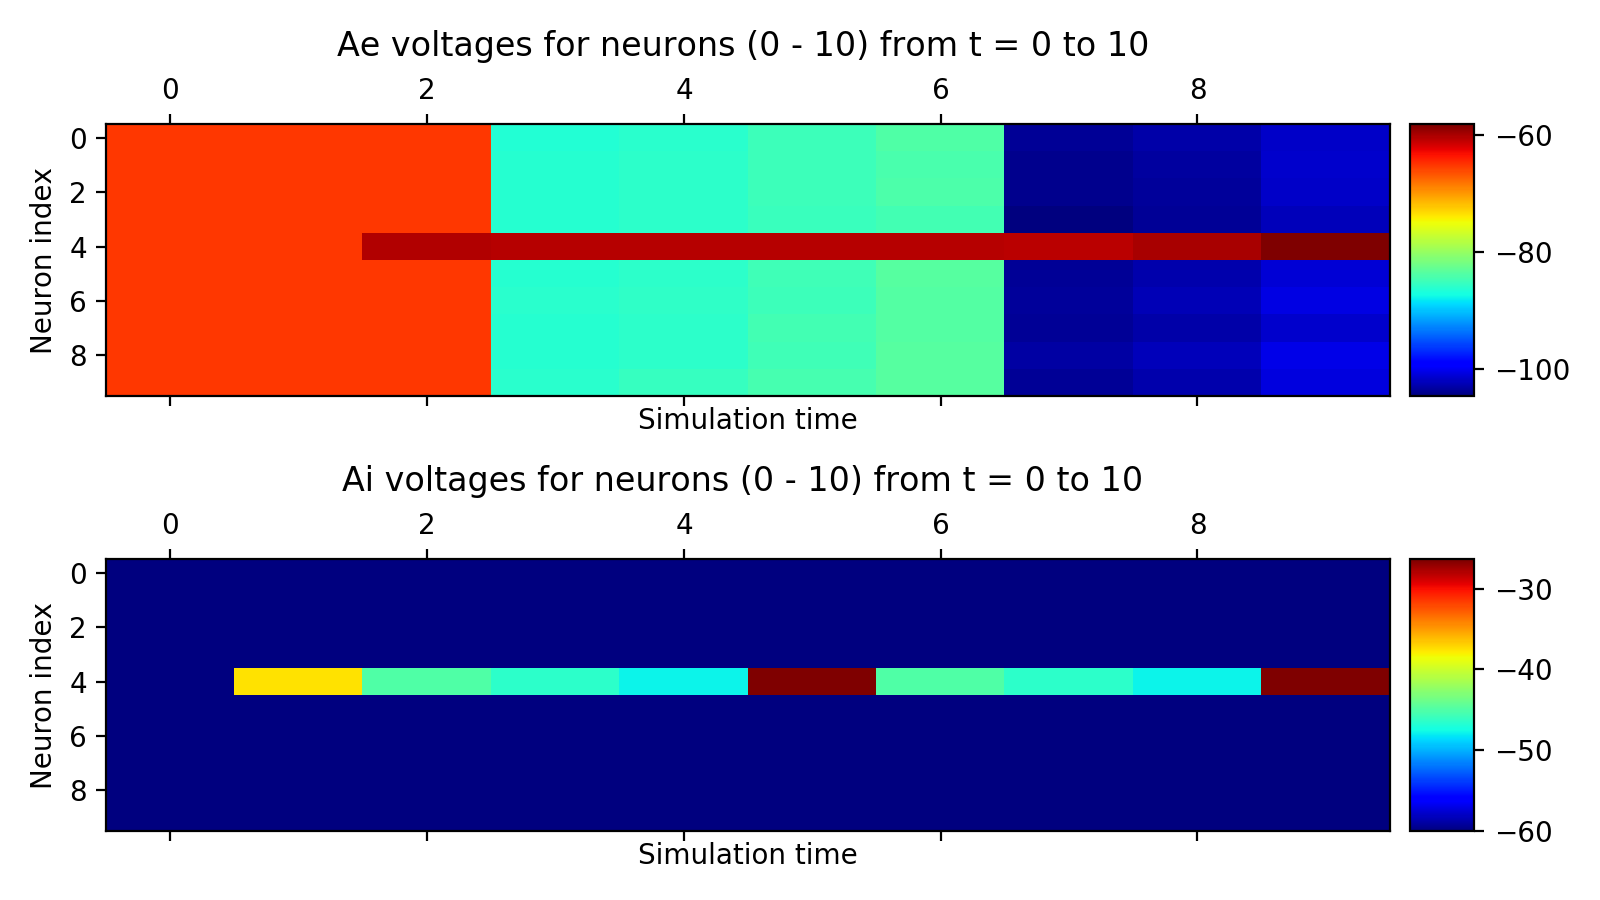 Ae voltages for neurons (0 - 10) from t = 0 to 10
0 2 4 6 8
Neuron index
0
2
4
6
8
−60
−80
−100
Simulation time
Ai voltages for neurons (0 - 10) from t = 0 to 10
0 2 4 6 8
Neuron index
0
2
4
6
8
−30
−40
−50
−60
Simulation time